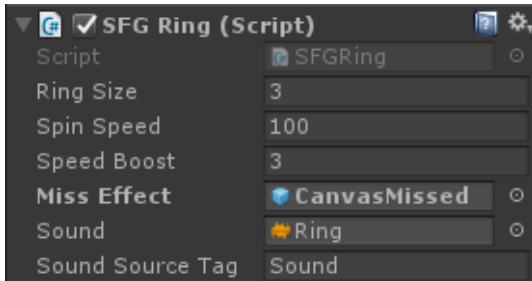 SFG Ring (Script)
Script SFGRing
Ring Size 3
Spin Speed 100
Speed Boost 3
Miss Effect CanvasMissed
Sound Ring
Sound Source Tag Sound